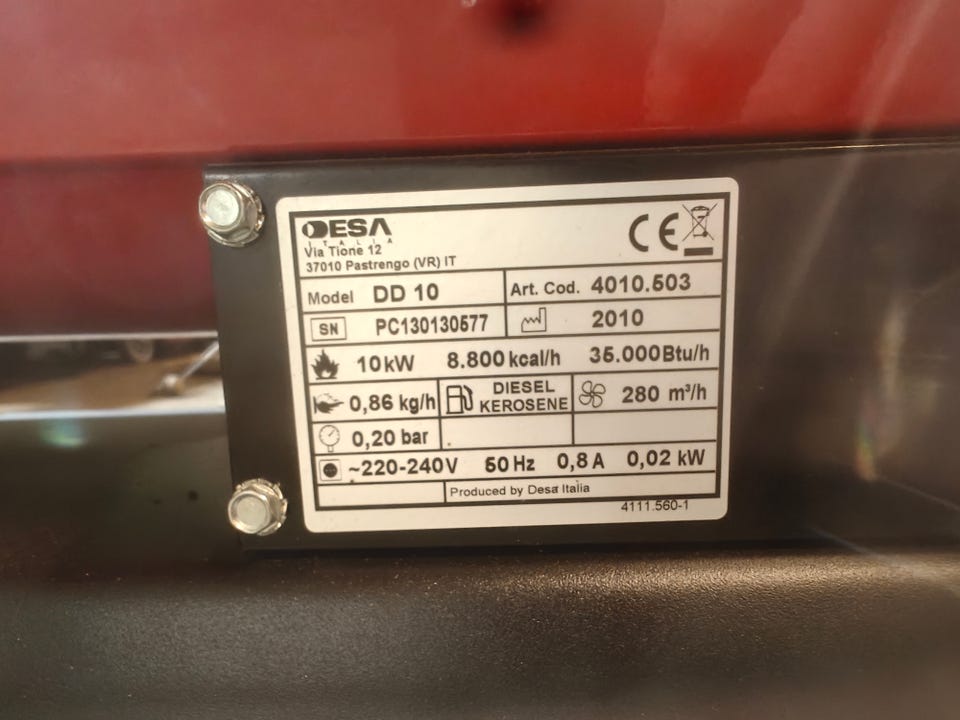 DESA
ITALIA
Via Tione 12
37010 Pastrengo (VR) IT
CE
Model DD 10
Art. Cod. 4010.503
SN PC130130577
2010
10 kW 8.800 kcal/h 35.000 Btu/h
0,86 kg/h
DIESEL
KEROSENE
280 m³/h
0,20 bar
~220-240V 50 Hz 0,8 A 0,02 kW
Produced by Desa Italia
4111.560-1